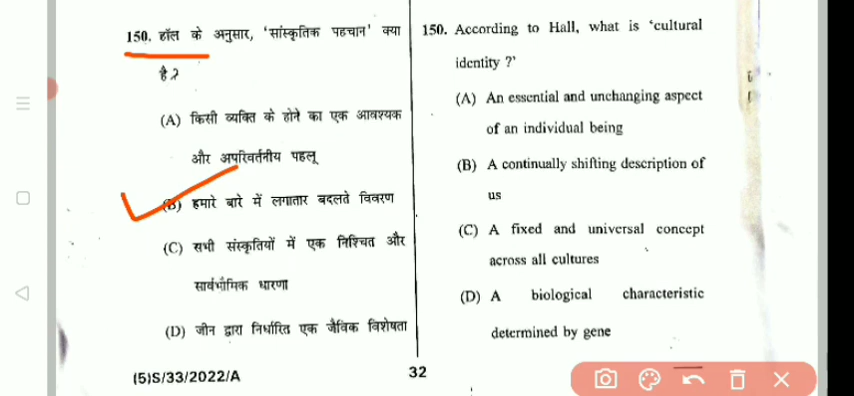 150. हॉल के अनुसार, 'सांस्कृतिक पहचान' क्या
है ?
(A) किसी व्यक्ति के होने का एक आवश्यक
और अपरिवर्तनीय पहलू
(B) हमारे बारे में लगातार बदलते विवरण
(C) सभी संस्कृतियों में एक निश्चित और
सार्वभौमिक धारणा
(D) जीन द्वारा निर्धारित एक जैविक विशेषता
(5)S/33/2022/A
150. According to Hall, what is 'cultural
identity ?'
(A) An essential and unchanging aspect
of an individual being
(B) A continually shifting description of
us
(C) A fixed and universal concept
across all cultures
(D) A biological characteristic
determined by gene
32